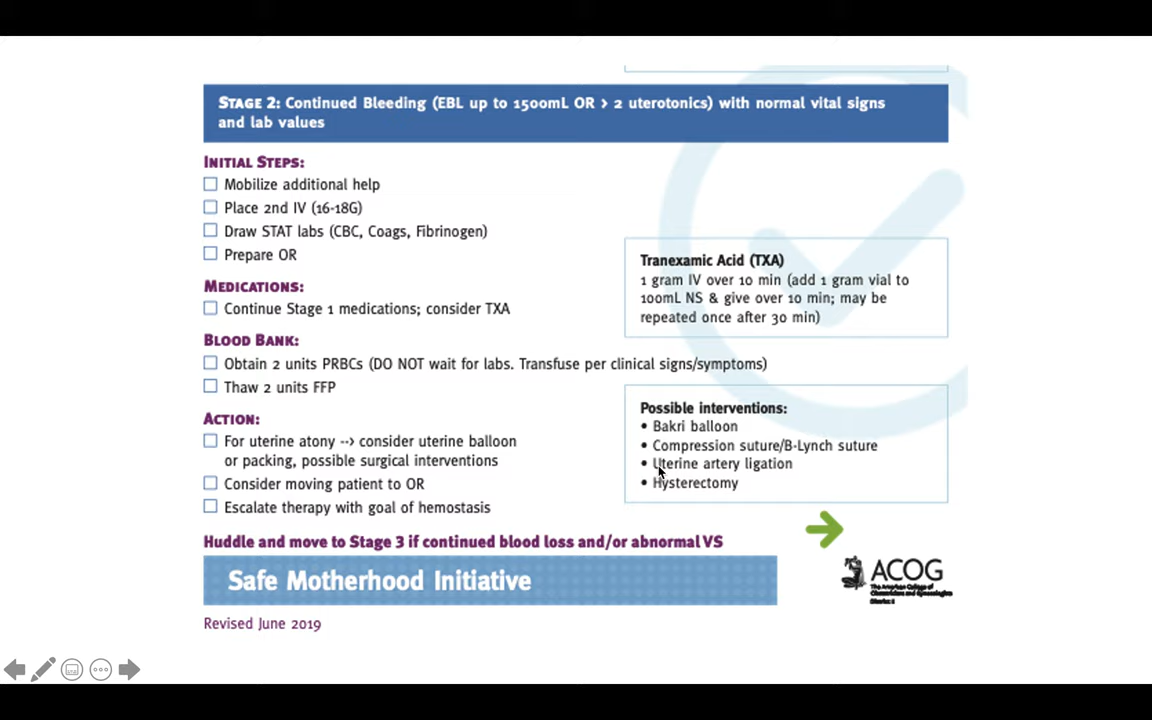 STAGE 2: Continued Bleeding (EBL up to 1500mL OR > 2 uterotonics) with normal vital signs
and lab values
INITIAL STEPS:
Mobilize additional help
Place 2nd IV (16-18G)
Draw STAT labs (CBC, Coags, Fibrinogen)
Prepare OR
MEDICATIONS:
Continue Stage 1 medications; consider TXA
Tranexamic Acid (TXA)
1 gram IV over 10 min (add 1 gram vial to
100mL NS & give over 10 min; may be
repeated once after 30 min)
BLOOD BANK:
Obtain 2 units PRBCs (DO NOT wait for labs. Transfuse per clinical signs/symptoms)
Thaw 2 units FFP
ACTION:
For uterine atony --> consider uterine balloon
or packing, possible surgical interventions
Consider moving patient to OR
Escalate therapy with goal of hemostasis
Possible interventions:
• Bakri balloon
• Compression suture/B-Lynch suture
• Uterine artery ligation
• Hysterectomy
Huddle and move to Stage 3 if continued blood loss and/or abnormal VS
Safe Motherhood Initiative
ACOG
The American College of
Obstetricians and Gynecologists
Revised June 2019